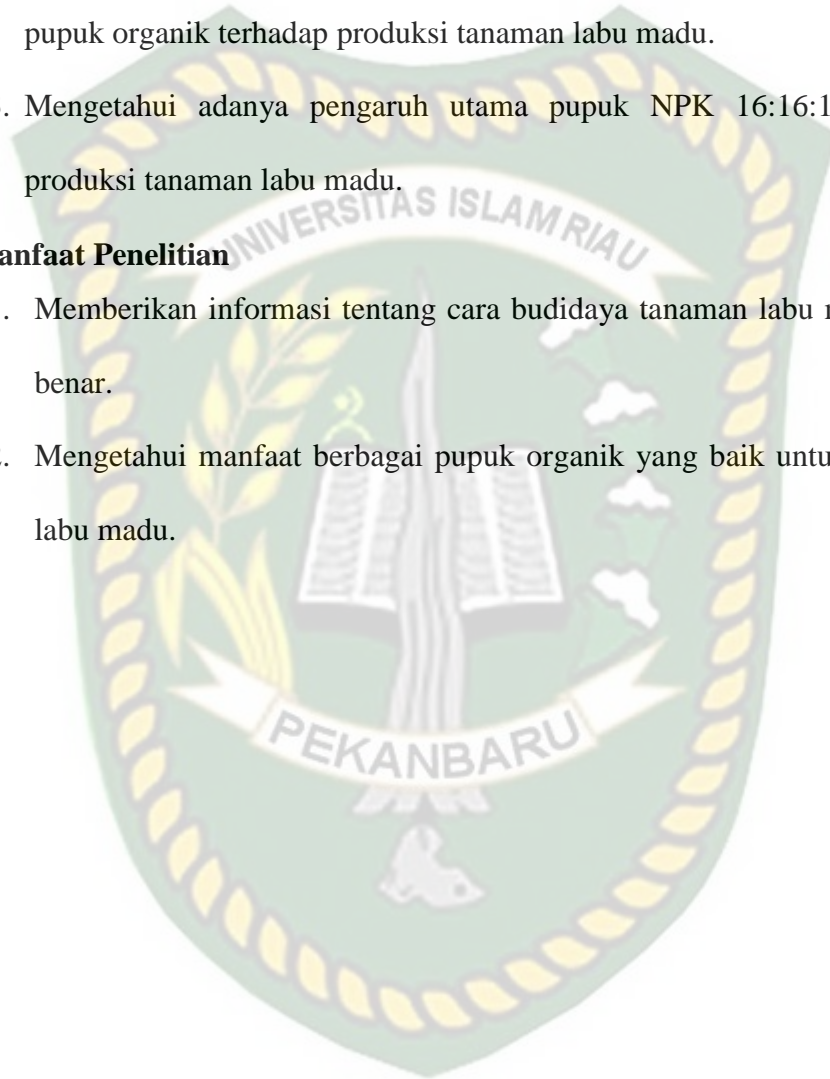 pupuk organik terhadap produksi tanaman labu madu.
. Mengetahui adanya pengaruh utama pupuk NPK 16:16:1
produksi tanaman labu madu.
UNIVERSITAS ISLAM RIAU
anfaat Penelitian
. Memberikan informasi tentang cara budidaya tanaman labu
benar.
. Mengetahui manfaat berbagai pupuk organik yang baik untu
labu madu.
PEKANBARU